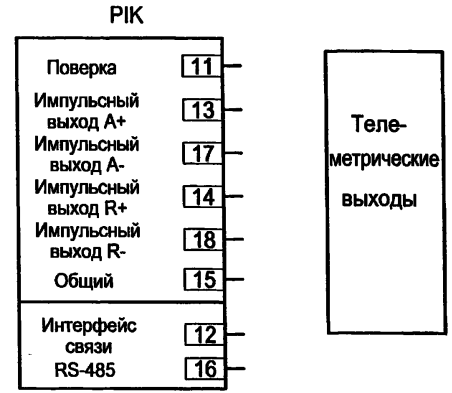 PIK
Поверка 11
Импульсный
выход A+ 13
Импульсный
выход A- 17
Импульсный
выход R+ 14
Импульсный
выход R- 18
Общий 15
Интерфейс
связи 12
RS-485 16
Теле-
метрические
выходы